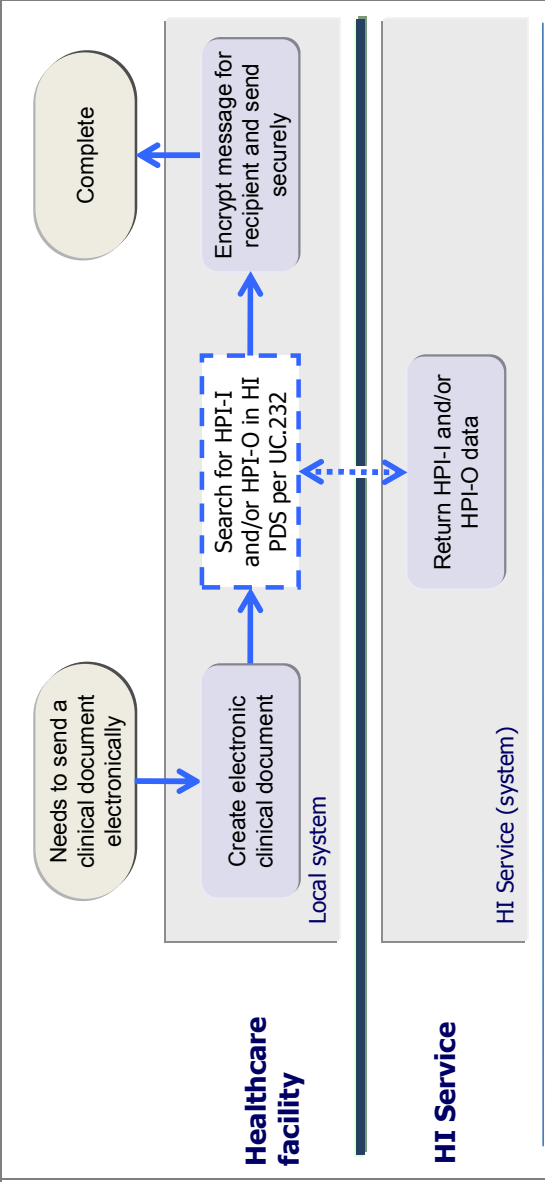 Needs to send a
clinical document
electronically
Complete
Healthcare
facility
Create electronic
clinical document
Search for HPI-I
and/or HPI-O in HI
PDS per UC.232
Encrypt message for
recipient and send
securely
Local system
HI Service
Return HPI-I and/or
HPI-O data
HI Service (system)